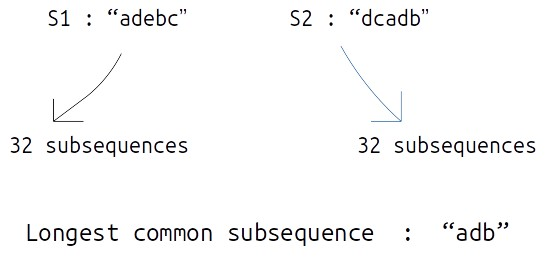 S1 : “adebc” S2 : “dcadb”
32 subsequences 32 subsequences
Longest common subsequence : “adb”